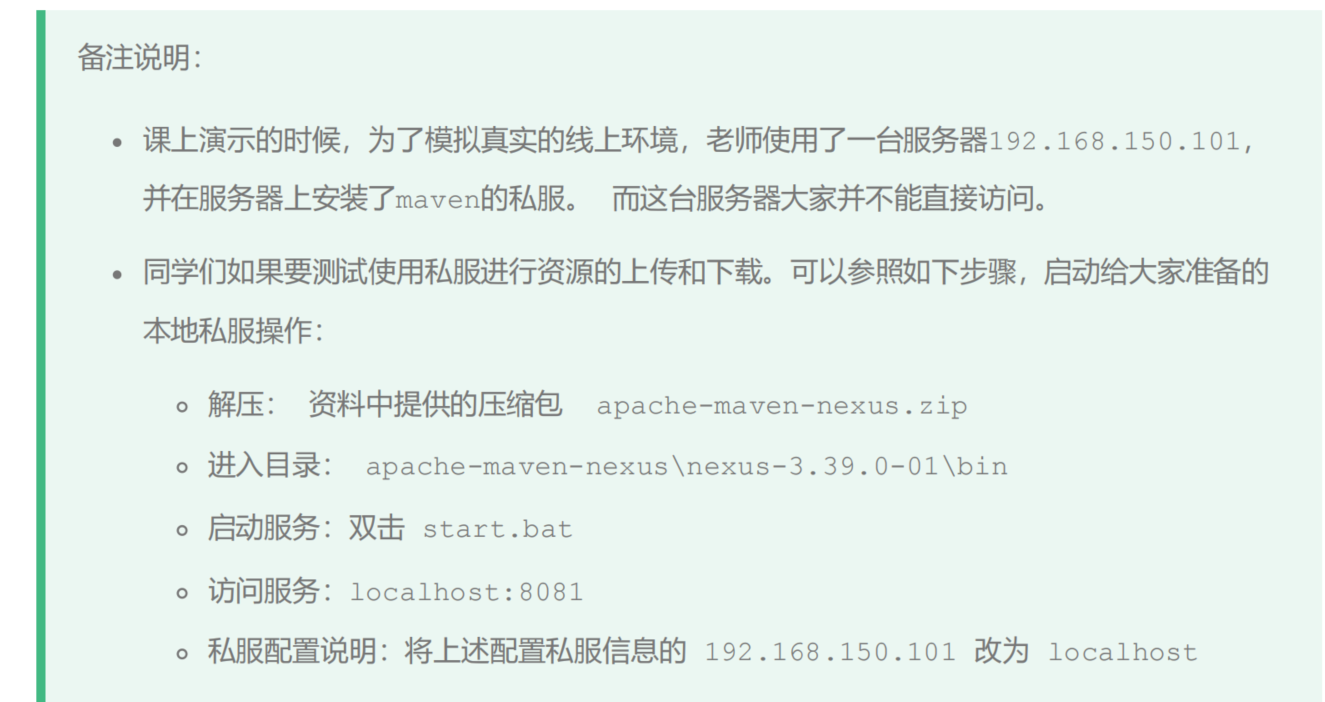 备注说明：
课上演示的时候，为了模拟真实的线上环境，老师使用了一台服务器192.168.150.101，
并在服务器上安装了maven的私服。 而这台服务器大家并不能直接访问。
同学们如果要测试使用私服进行资源的上传和下载。可以参照如下步骤，启动给大家准备的
本地私服操作：
解压： 资料中提供的压缩包 apache-maven-nexus.zip
进入目录： apache-maven-nexus\nexus-3.39.0-01\bin
启动服务：双击 start.bat
访问服务：localhost:8081
私服配置说明：将上述配置私服信息的 192.168.150.101 改为 localhost